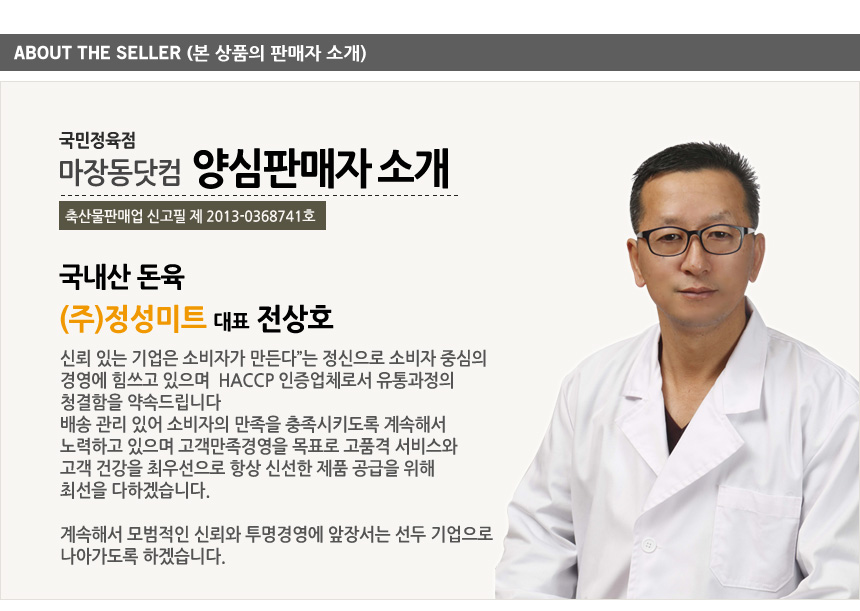 ABOUT THE SELLER (본 상품의 판매자 소개)
국민정육점
마장동닷컴 양심판매자 소개
축산물판매업 신고필 제 2013-0368741호
국내산 돈육
(주)정성미트 대표 전상호
신뢰 있는 기업은 소비자가 만든다”는 정신으로 소비자 중심의
경영에 힘쓰고 있으며 HACCP 인증업체로서 유통과정의
청결함을 약속드립니다
배송 관리 있어 소비자의 만족을 충족시키도록 계속해서
노력하고 있으며 고객만족경영을 목표로 고품격 서비스와
고객 건강을 최우선으로 항상 신선한 제품 공급을 위해
최선을 다하겠습니다.
계속해서 모범적인 신뢰와 투명경영에 앞장서는 선두 기업으로
나아가도록 하겠습니다.